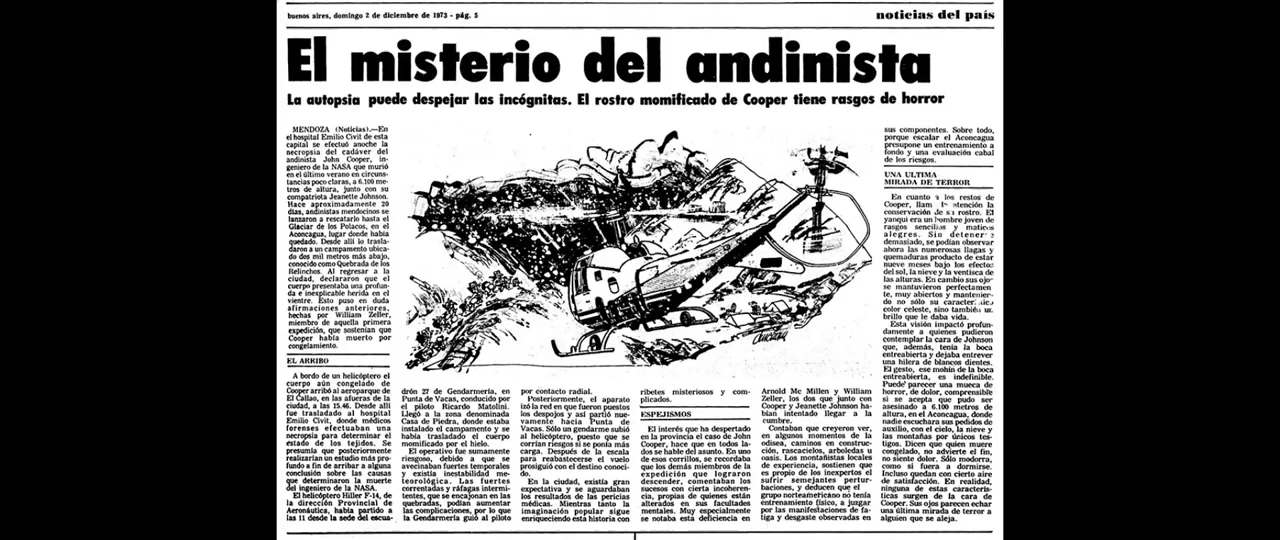 buenos aires, domingo 2 de diciembre de 1973 - pág. 5
noticias del país
El misterio del andinista
La autopsia puede despejar las incógnitas. El rostro momificado de Cooper tiene rasgos de horror
MENDOZA (Noticias).—En
el hospital Emilio Civit de esta
capital se efectuó anoche la
necropsia del cadáver del
andinista John Cooper, in-
geniero de la NASA que murió
en el último verano en circuns-
tancias poco claras, a 6.100 me-
tros de altura, junto con su
compatriota Jeanette Johnson.
Hace aproximadamente 20
días, andinistas mendocinos se
lanzaron a rescatarlo hasta el
Glaciar de los Polacos, en el
Aconcagua, lugar donde había
quedado. Desde allí lo trasla-
daron a un campamento ubica-
do dos mil metros más abajo,
conocido como Quebrada de los
Relinchos. Al regresar a la
ciudad, declararon que el
cuerpo presentaba una profun-
da e inexplicable herida en el
vientre. Esto puso en duda
afirmaciones anteriores,
hechas por William Zeller,
miembro de aquella primera
expedición, que sostenían que
Cooper había muerto por
congelamiento.
EL ARRIBO
A bordo de un helicóptero el
cuerpo aún congelado de
Cooper arribó al aeroparque de
El Callao, en las afueras de la
ciudad, a las 15.46. Desde allí
fue trasladado al hospital
Emilio Civit, donde médicos
forenses efectuaban una
necropsia para determinar el
estado de los tejidos. Se
presumía que posteriormente
realizarían un estudio más pro-
fundo a fin de arribar a alguna
conclusión sobre las causas
que determinaron la muerte
del ingeniero de la NASA.
El helicóptero Hiller F-14, de
la dirección Provincial de
Aeronáutica, había partido a
las 11 desde la sede del escua-
drón 27 de Gendarmería, en
Punta de Vacas, conducido por
el piloto Ricardo Matolini.
Llegó a la zona denominada
Casa de Piedra, donde estaba
instalado el campamento y se
había trasladado el cuerpo
momificado por el hielo.
El operativo fue sumamente
riesgoso, debido a que se
avecinaban fuertes temporales
y existía inestabilidad me-
teorológica. Las fuertes
correntadas y ráfagas intermi-
tentes, que se encajonan en las
quebradas, podían aumentar
las complicaciones, por lo que
la Gendarmería guió al piloto
por contacto radial.
Posteriormente, el aparato
izó la red en que fueron puestos
los despojos y así partió nue-
vamente hacia Punta de
Vacas. Sólo un gendarme subió
al helicóptero, puesto que se
corrían riesgos si se ponía más
carga. Después de la escala
para reabastecerse el vuelo
prosiguió con el destino conoci-
do.
En la ciudad, existía gran
expectativa y se aguardaban
los resultados de las pericias
médicas. Mientras tanto la
imaginación popular sigue
enriqueciendo esta historia con
ribetes misteriosos y com-
plicados.
ESPEJISMOS
El interés que ha despertado
en la provincia el caso de John
Cooper, hace que en todos la-
dos se hable del asunto. En uno
de esos corrillos, se recordaba
que los demás miembros de la
expedición que lograron
descender, comentaban los
sucesos con cierta incoheren-
cia, propias de quienes están
alterados en sus facultades
mentales. Muy especialmente
se notaba esta deficiencia en
Arnold Mc Millen y William
Zeller, los dos que junto con
Cooper y Jeanette Johnson ha-
bían intentado llegar a la
cumbre.
Contaban que creyeron ver,
en algunos momentos de la
odisea, caminos en construc-
ción, rascacielos, arboledas u
oasis. Los montañistas locales
de experiencia, sostienen que
es propio de los inexpertos el
sufrir semejantes pertur-
baciones, y deducen que el
grupo norteamericano no tenía
entrenamiento físico, a juzgar
por las manifestaciones de fa-
tiga y desgaste observadas en
sus componentes. Sobre todo,
porque escalar el Aconcagua
presupone un entrenamiento a
fondo y una evaluación cabal
de los riesgos.
UNA ULTIMA
MIRADA DE TERROR
En cuanto a los restos de
Cooper, llam atención la
conservación de su rostro. El
yanqui era un hombre joven de
rasgos sencillos y matices
alegres. Sin detener
demasiado, se podían observar
ahora las numerosas llagas y
quemaduras producto de estar
nueve meses bajo los efectos
del sol, la nieve y la ventisca de
las alturas. En cambio sus ojos
se mantuvieron perfectamen-
te, muy abiertos y mantenien-
do no sólo su
color celeste, sino también un
brillo que le daba vida.
Esta visión impactó profun-
damente a quienes pudieron
contemplar la cara de Johnson
que, además, tenía la boca
entreabierta y dejaba entrever
una hilera de blancos dientes.
El gesto, ese mohín de la boca
entreabierta, es indefinible.
Puede parecer una mueca de
horror, de dolor, comprensible
si se acepta que pudo ser
asesinado a 6.100 metros de
altura, en el Aconcagua, donde
nadie escuchara sus pedidos de
auxilio, con el cielo, la nieve y
las montañas por únicos tes-
tigos. Dicen que quien muere
congelado, no advierte el fin,
no siente dolor. Sólo modorra,
como si fuera a dormirse.
Incluso quedan con cierto aire
de satisfacción. En realidad,
ninguna de estas caracterís-
ticas surgen de la cara de
Cooper. Sus ojos parecen echar
una última mirada de terror a
alguien que se aleja.